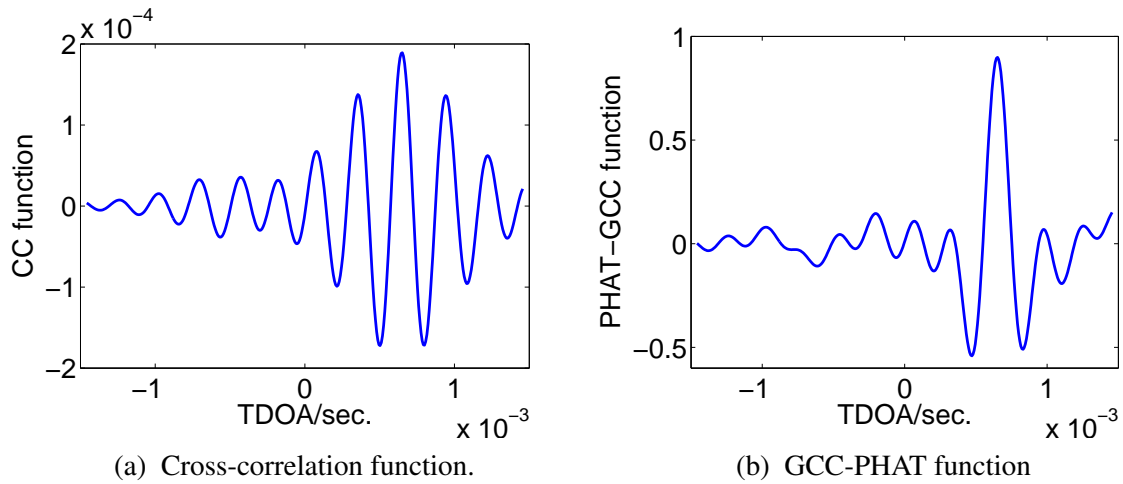 x 10⁻⁴
2
1
0
−1
−2
CC function
−1
0
1
TDOA/sec.
x 10⁻³
(a) Cross-correlation function.
1
0.5
0
−0.5
PHAT−GCC function
−1
0
1
TDOA/sec.
x 10⁻³
(b) GCC-PHAT function